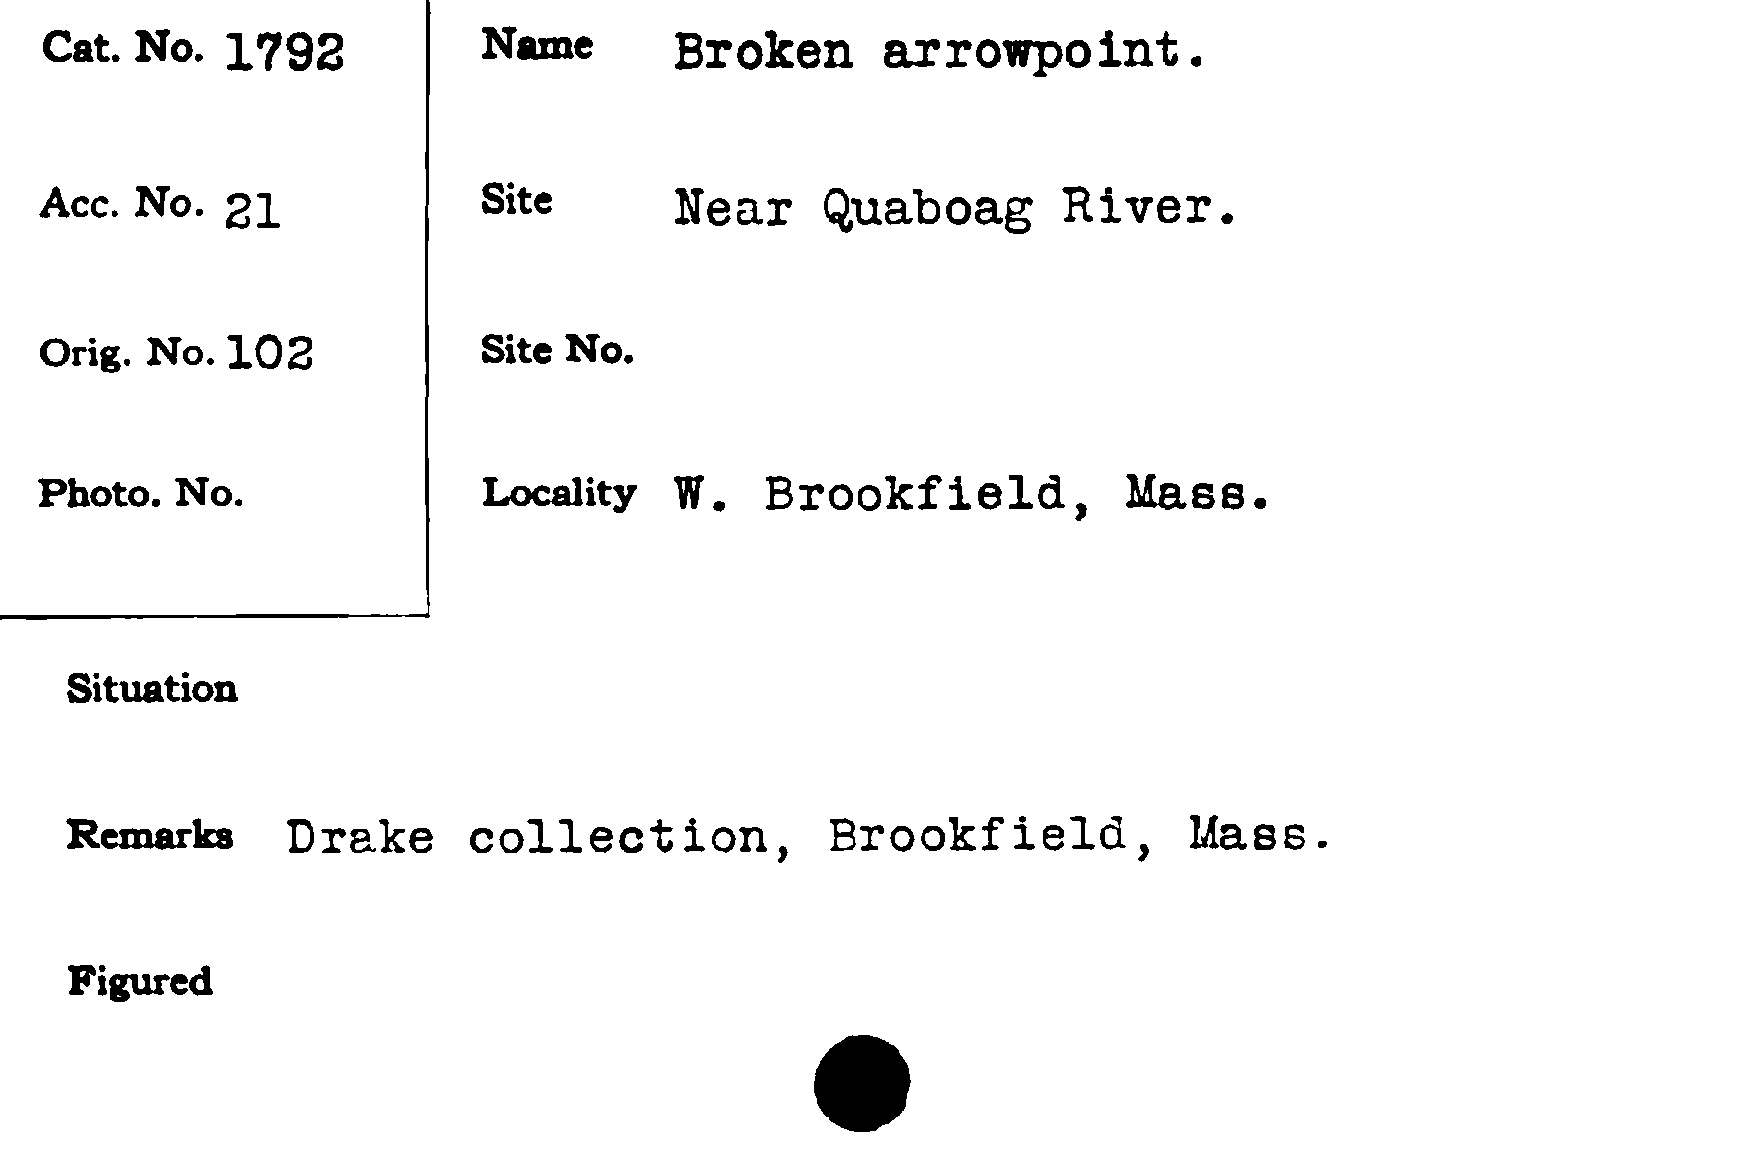 Cat. No. 1792
Name Broken arrowpoint.
Acc. No. 21
Site Near Quaboag River.
Orig. No. 102
Site No.
Photo. No.
Locality W. Brookfield, Mass.
Situation
Remarks Drake collection, Brookfield, Mass.
Figured